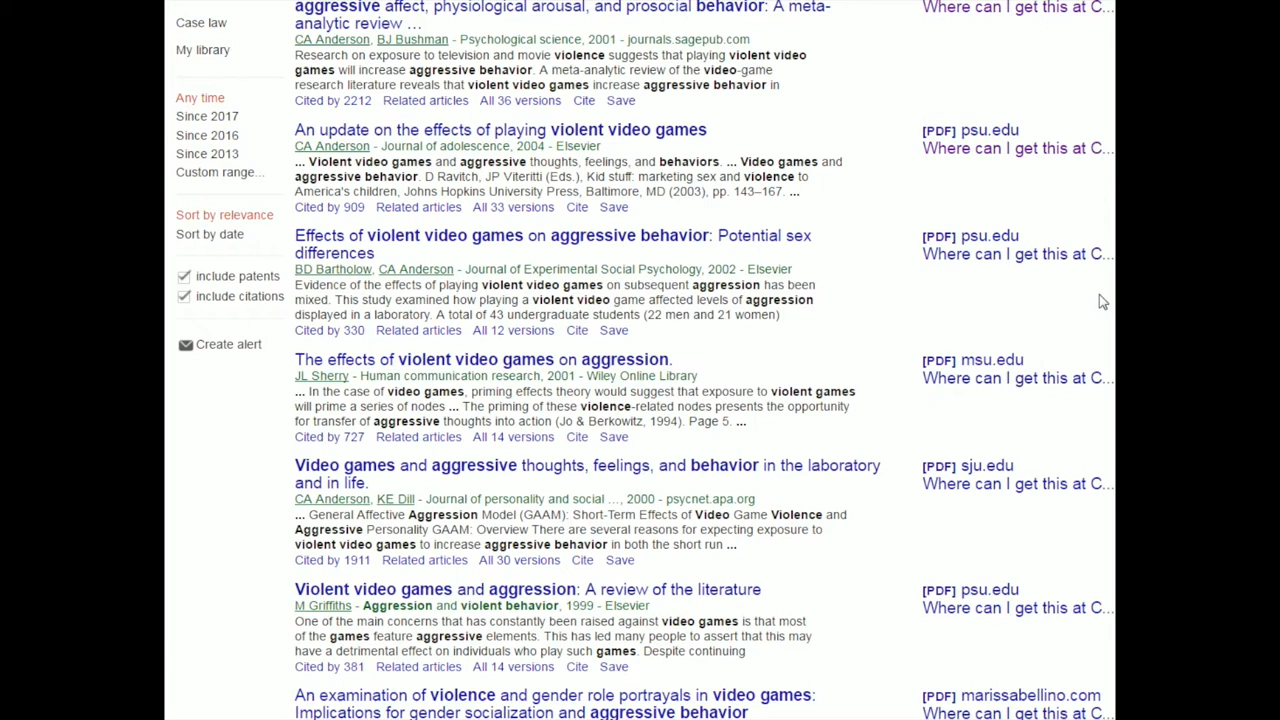 Case law
My library
Any time
Since 2017
Since 2016
Since 2013
Custom range...
Sort by relevance
Sort by date
include patents
include citations
Create alert
aggressive affect, physiological arousal, and prosocial behavior: A meta-
analytic review ...
CA Anderson, BJ Bushman - Psychological science, 2001 - journals.sagepub.com
Research on exposure to television and movie violence suggests that playing violent video
games will increase aggressive behavior. A meta-analytic review of the video-game
research literature reveals that violent video games increase aggressive behavior in
Cited by 2212 Related articles All 36 versions Cite Save
Where can I get this at C...
An update on the effects of playing violent video games
CA Anderson - Journal of adolescence, 2004 - Elsevier
... Violent video games and aggressive thoughts, feelings, and behaviors. ... Video games and
aggressive behavior. D Ravitch, JP Viteritti (Eds.), Kid stuff: marketing sex and violence to
America's children, Johns Hopkins University Press, Baltimore, MD (2003), pp. 143–167. ...
Cited by 909 Related articles All 33 versions Cite Save
[PDF] psu.edu
Where can I get this at C...
Effects of violent video games on aggressive behavior: Potential sex
differences
BD Bartholow, CA Anderson - Journal of Experimental Social Psychology, 2002 - Elsevier
Evidence of the effects of playing violent video games on subsequent aggression has been
mixed. This study examined how playing a violent video game affected levels of aggression
displayed in a laboratory. A total of 43 undergraduate students (22 men and 21 women)
Cited by 330 Related articles All 12 versions Cite Save
[PDF] psu.edu
Where can I get this at C...
The effects of violent video games on aggression.
JL Sherry - Human communication research, 2001 - Wiley Online Library
... In the case of video games, priming effects theory would suggest that exposure to violent games
will prime a series of nodes ... The priming of these violence-related nodes presents the opportunity
for transfer of aggressive thoughts into action (Jo & Berkowitz, 1994). Page 5. ...
Cited by 727 Related articles All 14 versions Cite Save
[PDF] msu.edu
Where can I get this at C...
Video games and aggressive thoughts, feelings, and behavior in the laboratory
and in life.
CA Anderson, KE Dill - Journal of personality and social ..., 2000 - psycnet.apa.org
... General Affective Aggression Model (GAAM): Short-Term Effects of Video Game Violence and
Aggressive Personality GAAM: Overview There are several reasons for expecting exposure to
violent video games to increase aggressive behavior in both the short run ...
Cited by 1911 Related articles All 30 versions Cite Save
[PDF] sju.edu
Where can I get this at C...
Violent video games and aggression: A review of the literature
M Griffiths - Aggression and violent behavior, 1999 - Elsevier
One of the main concerns that has constantly been raised against video games is that most
of the games feature aggressive elements. This has led many people to assert that this may
have a detrimental effect on individuals who play such games. Despite continuing
Cited by 381 Related articles All 14 versions Cite Save
[PDF] psu.edu
Where can I get this at C...
An examination of violence and gender role portrayals in video games:
Implications for gender socialization and aggressive behavior
[PDF] marissabellino.com
Where can I get this at C...